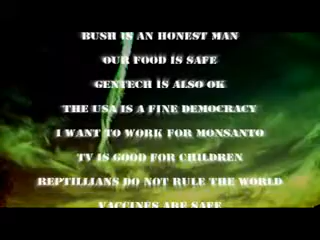 BUSH IS AN HONEST MAN
OUR FOOD IS SAFE
GENTECH IS ALSO OK
THE USA IS A FINE DEMOCRACY
I WANT TO WORK FOR MONSANTO
TV IS GOOD FOR CHILDREN
REPTILLIANS DO NOT RULE THE WORLD
VACCINES ARE SAFE